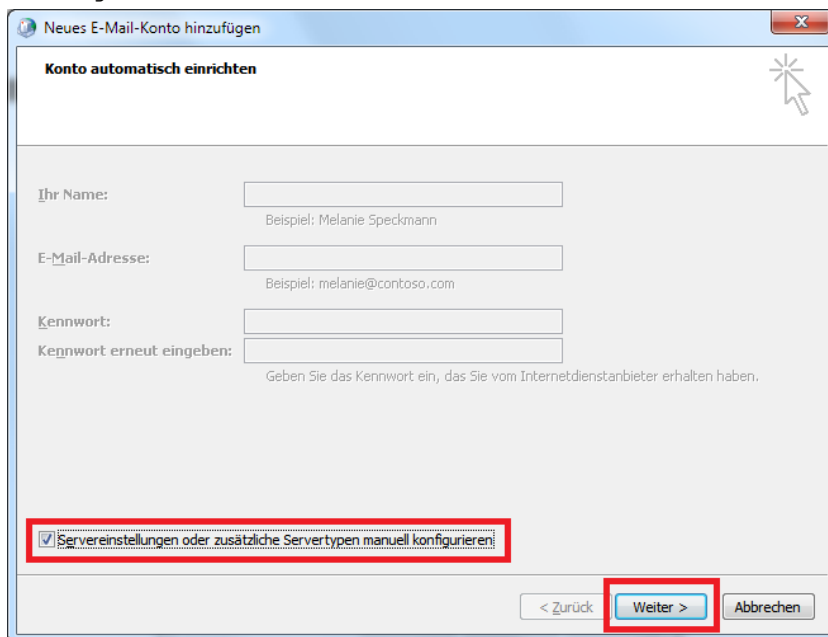 Neues E-Mail-Konto hinzufügen
Konto automatisch einrichten
Ihr Name:
Beispiel: Melanie Speckmann
E-Mail-Adresse:
Beispiel: melanie@contoso.com
Kennwort:
Kennwort erneut eingeben:
Geben Sie das Kennwort ein, das Sie vom Internetdienstanbieter erhalten haben.
Servereinstellungen oder zusätzliche Servertypen manuell konfigurieren
< Zurück Weiter > Abbrechen